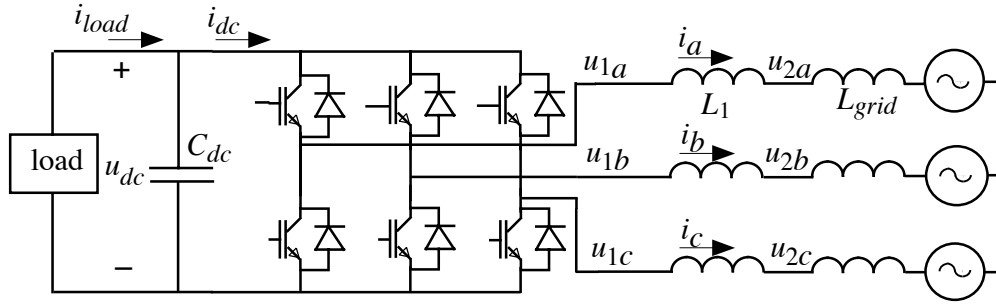 i_load i_dc i_a
+ u_1a u_2a
L_1 L_grid
load u_dc C_dc i_b
u_1b u_2b
i_c
− u_1c u_2c